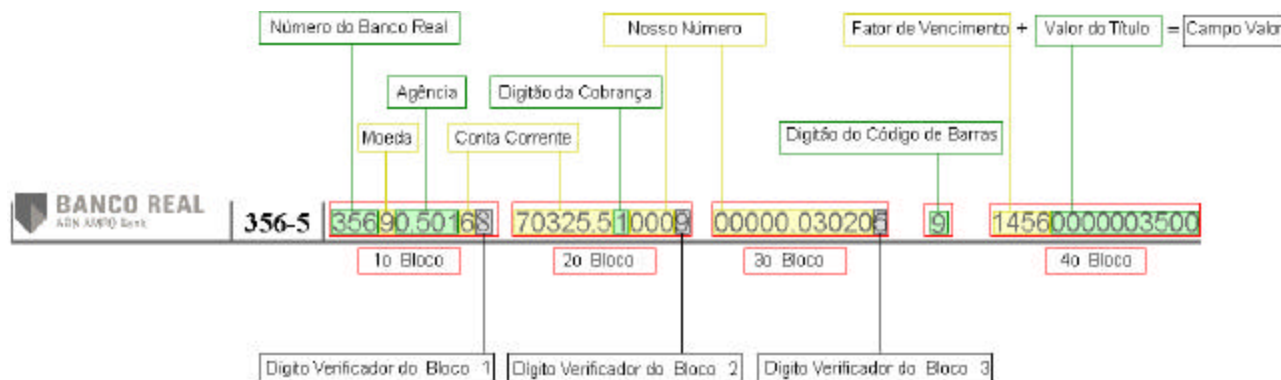 Número do Banco Real
Nosso Número
Fator de Vencimento + Valor do Título = Campo Valor
Agência
Digitão da Cobrança
Moeda
Conta Corrente
Digitão do Código de Barras
BANCO REAL
ABN AMRO Bank
356-5
35690.50168 70325.510009 00000.030206 9 14560000003500
1o Bloco
2o Bloco
3o Bloco
4o Bloco
Digito Verificador do Bloco 1
Digito Verificador do Bloco 2
Digito Verificador do Bloco 3